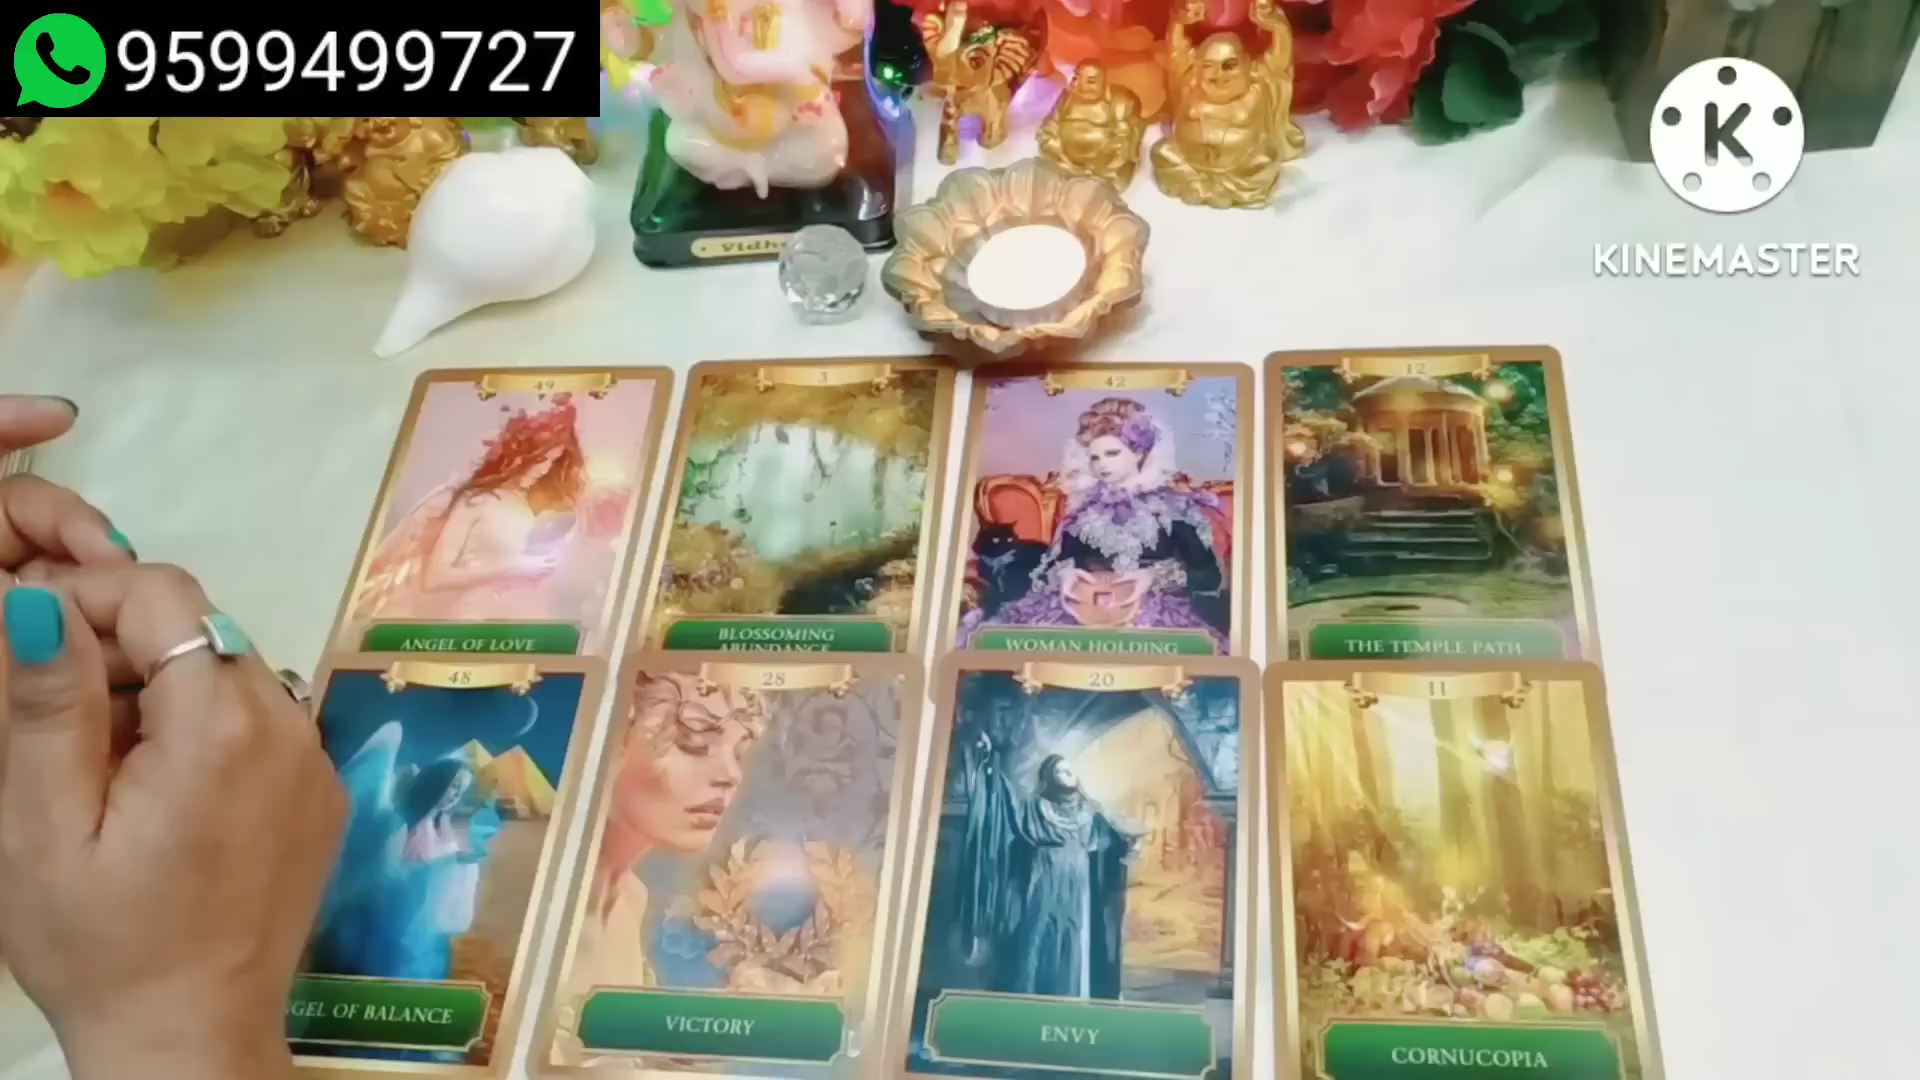 9599499727
K
KINEMASTER
49
3
42
12
ANGEL OF LOVE
BLOSSOMING
ABUNDANCE
WOMAN HOLDING
THE TEMPLE PATH
48
28
20
11
GEL OF BALANCE
VICTORY
ENVY
CORNUCOPIA